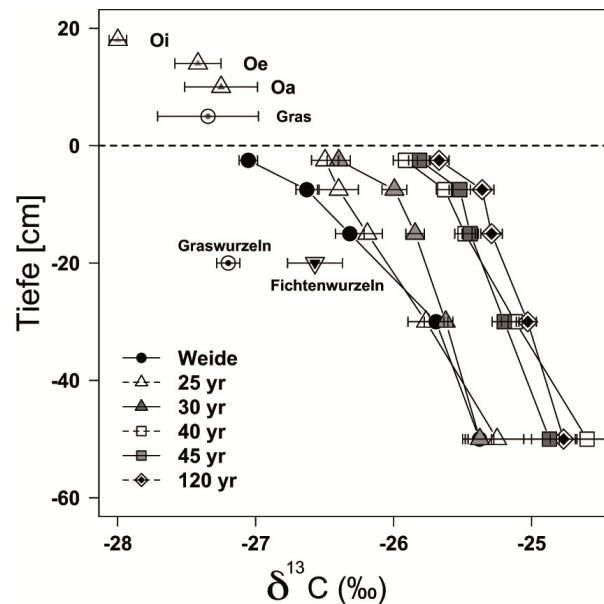 20
0
-20
-40
-60
Tiefe [cm]
Oi
Oe
Oa
Gras
Graswurzeln
Fichtenwurzeln
Weide
25 yr
30 yr
40 yr
45 yr
120 yr
-28
-27
-26
-25
δ¹³C (‰)